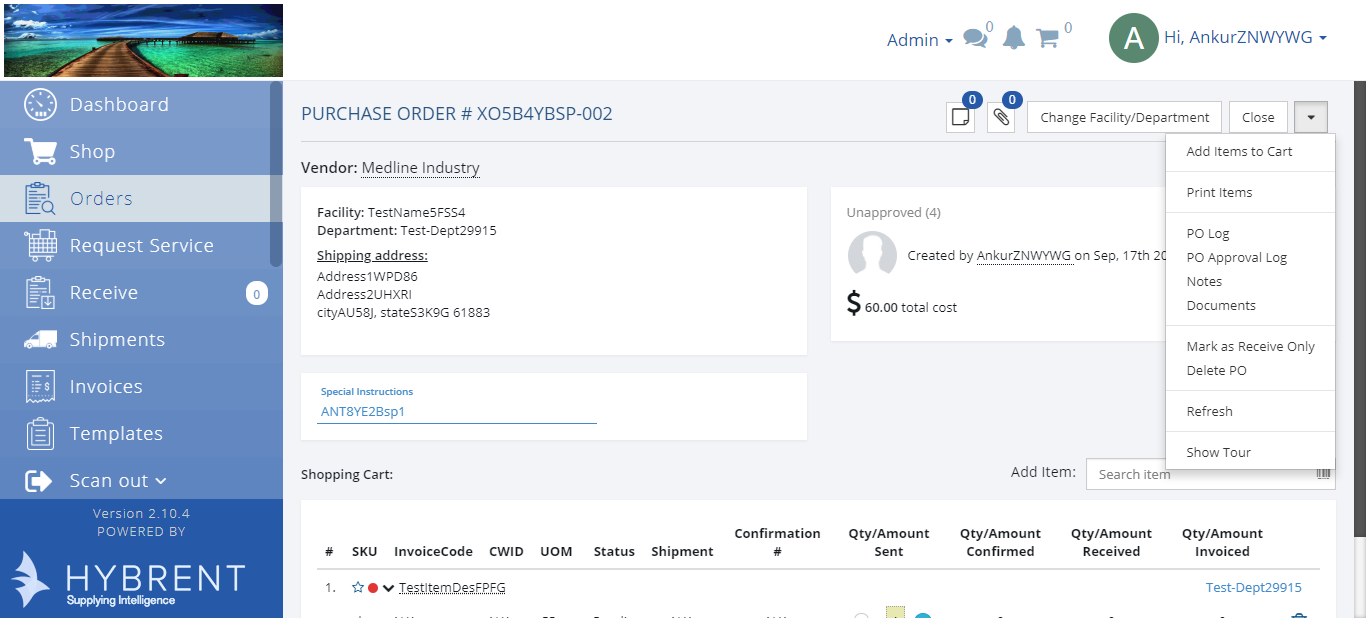 0
0
Admin
A
Hi, AnkurZNWYWG
Dashboard
Shop
Orders
Request Service
Receive
0
Shipments
Invoices
Templates
Scan out
Version 2.10.4
POWERED BY
HYBRENT
Supplying Intelligence
PURCHASE ORDER # XO5B4YBSP-002
0
0
Change Facility/Department
Close
Add Items to Cart
Print Items
PO Log
PO Approval Log
Notes
Documents
Mark as Receive Only
Delete PO
Refresh
Show Tour
Vendor: Medline Industry
Facility: TestName5FSS4
Department: Test-Dept29915
Shipping address:
Address1WPD86
Address2UHXRI
cityAU58J, stateS3K9G 61883
Unapproved (4)
Created by AnkurZNWYWG on Sep, 17th 20
$ 60.00 total cost
Special Instructions
ANT8YE2Bsp1
Shopping Cart:
Add Item:
Search item
# SKU InvoiceCode CWID UOM Status Shipment Confirmation # Qty/Amount Sent Qty/Amount Confirmed Qty/Amount Received Qty/Amount Invoiced
1. TestItemDesFPFG Test-Dept29915